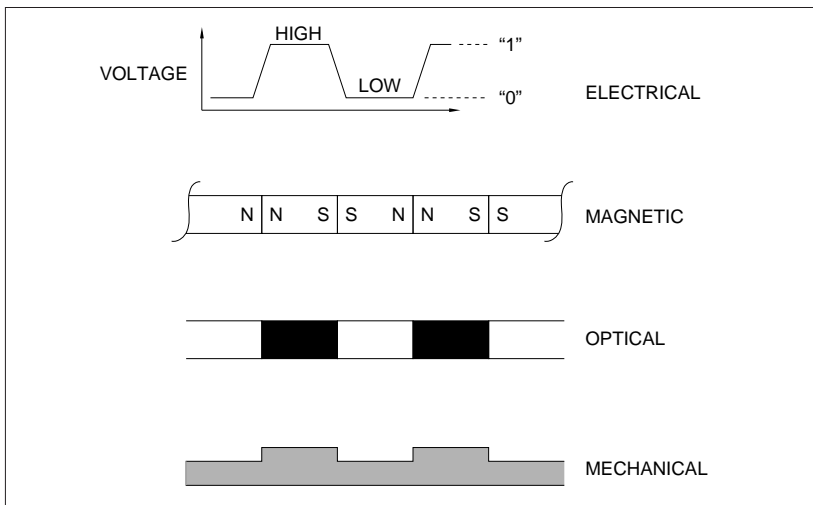 HIGH
“1”
VOLTAGE
LOW
“0”
ELECTRICAL
N N S S N N S S
MAGNETIC
OPTICAL
MECHANICAL